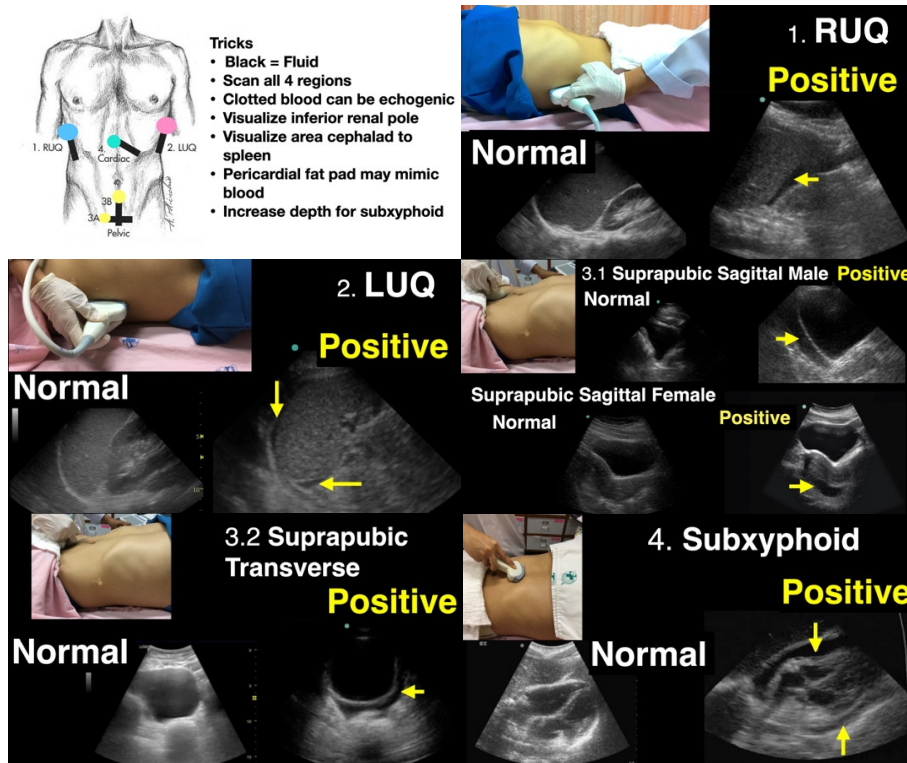 Tricks
• Black = Fluid
• Scan all 4 regions
• Clotted blood can be echogenic
• Visualize inferior renal pole
• Visualize area cephalad to
spleen
• Pericardial fat pad may mimic
blood
• Increase depth for subxyphoid
1. RUQ
4.
Cardiac
2. LUQ
3B
3A
Pelvic
1. RUQ
Positive
Normal
2. LUQ
Positive
Normal
5
10
3.1 Suprapubic Sagittal Male Positive
Normal
Suprapubic Sagittal Female
Normal
Positive
3.2 Suprapubic
Transverse
Positive
Normal
4. Subxyphoid
Positive
Normal